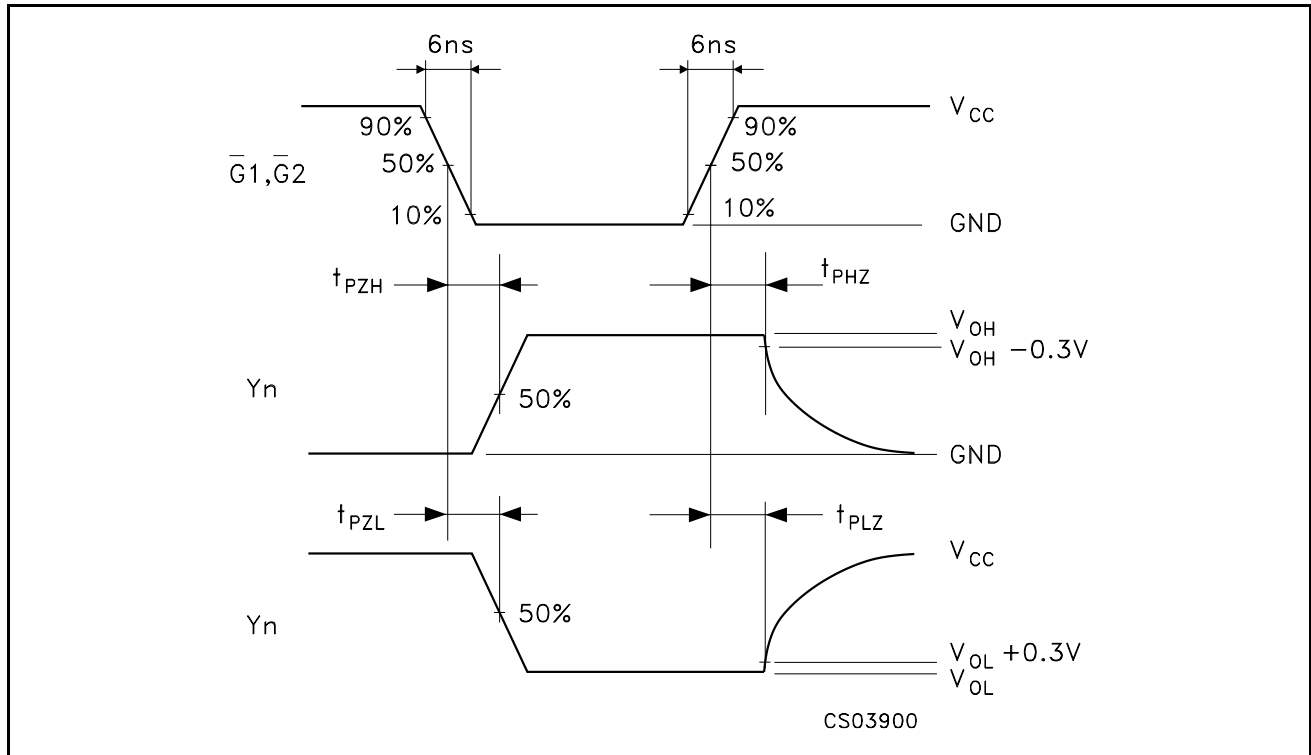 6ns 6ns
V_CC
90% 90%
50% 50%
G̅1,G̅2
10% 10%
GND
t_PZH t_PHZ
V_OH
V_OH −0.3V
Yn
50%
GND
t_PZL t_PLZ
V_CC
50%
Yn
V_OL +0.3V
V_OL
CS03900